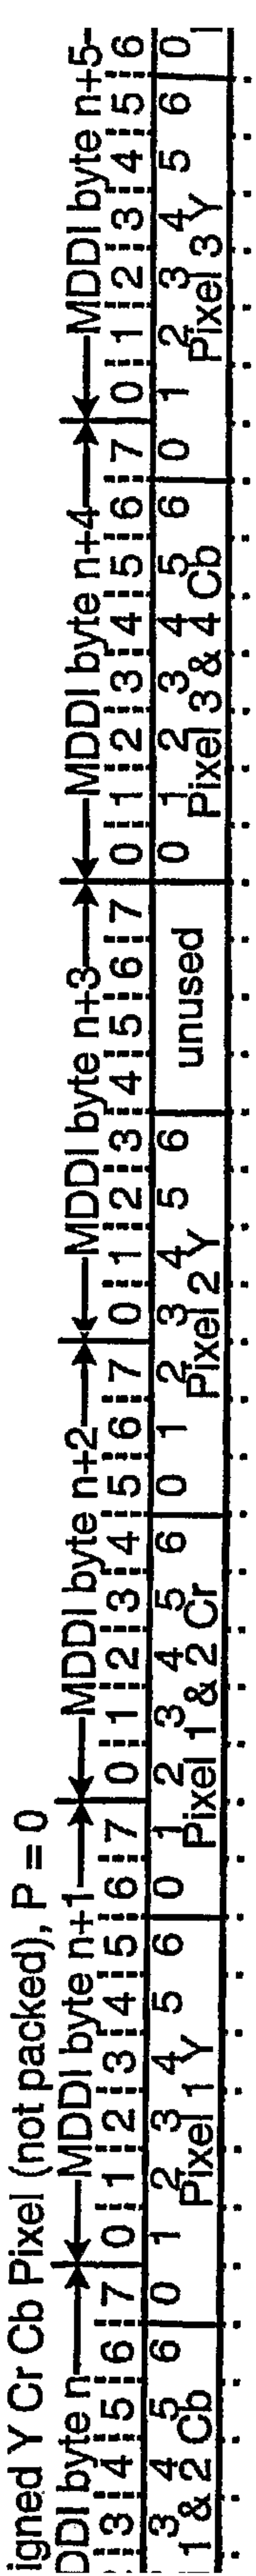 igned Y Cr Cb Pixel (not packed), P = 0
DDI byte n MDDI byte n+1 MDDI byte n+2 MDDI byte n+3 MDDI byte n+4 MDDI byte n+5
3 4 5 6 7 0 1 2 3 4 5 6 7 0 1 2 3 4 5 6 7 0 1 2 3 4 5 6 7 0 1 2 3 4 5 6 7 0 1 2 3 4 5 6
3 4 5 6 0 1 2 3 4 5 6 0 1 2 3 4 5 6 0 1 2 3 4 5 6 unused 0 1 2 3 4 5 6 0 1 2 3 4 5 6 0
1 & 2 Cb Pixel 1 Y Pixel 1 & 2 Cr Pixel 2 Y Pixel 3 & 4 Cb Pixel 3 Y